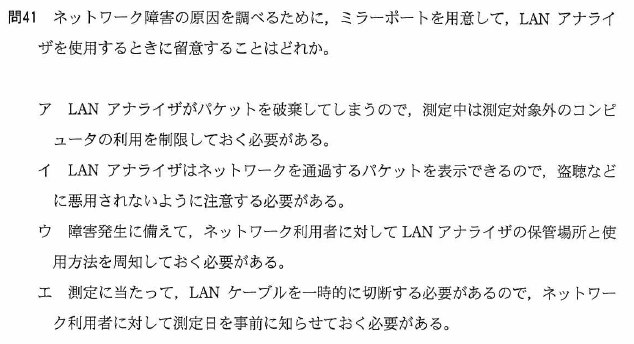 問41 ネットワーク障害の原因を調べるために，ミラーポートを用意して，LAN アナライ
ザを使用するときに留意することはどれか。
ア LAN アナライザがパケットを破棄してしまうので，測定中は測定対象外のコンピ
ュータの利用を制限しておく必要がある。
イ LAN アナライザはネットワークを通過するパケットを表示できるので，盗聴など
に悪用されないように注意する必要がある。
ウ 障害発生に備えて，ネットワーク利用者に対して LAN アナライザの保管場所と使
用方法を周知しておく必要がある。
エ 測定に当たって，LAN ケーブルを一時的に切断する必要があるので，ネットワー
ク利用者に対して測定日を事前に知らせておく必要がある。